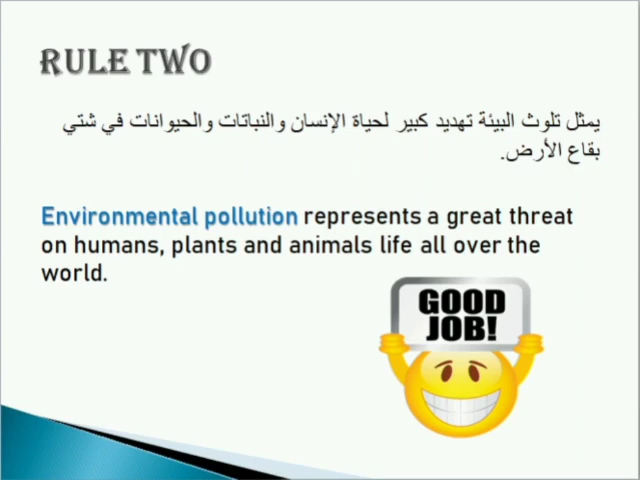 RULE TWO
يمثل تلوث البيئة تهديد كبير لحياة الإنسان والنباتات والحيوانات في شتي
بقاع الأرض.
Environmental pollution represents a great threat
on humans, plants and animals life all over the
world.
GOOD
JOB!